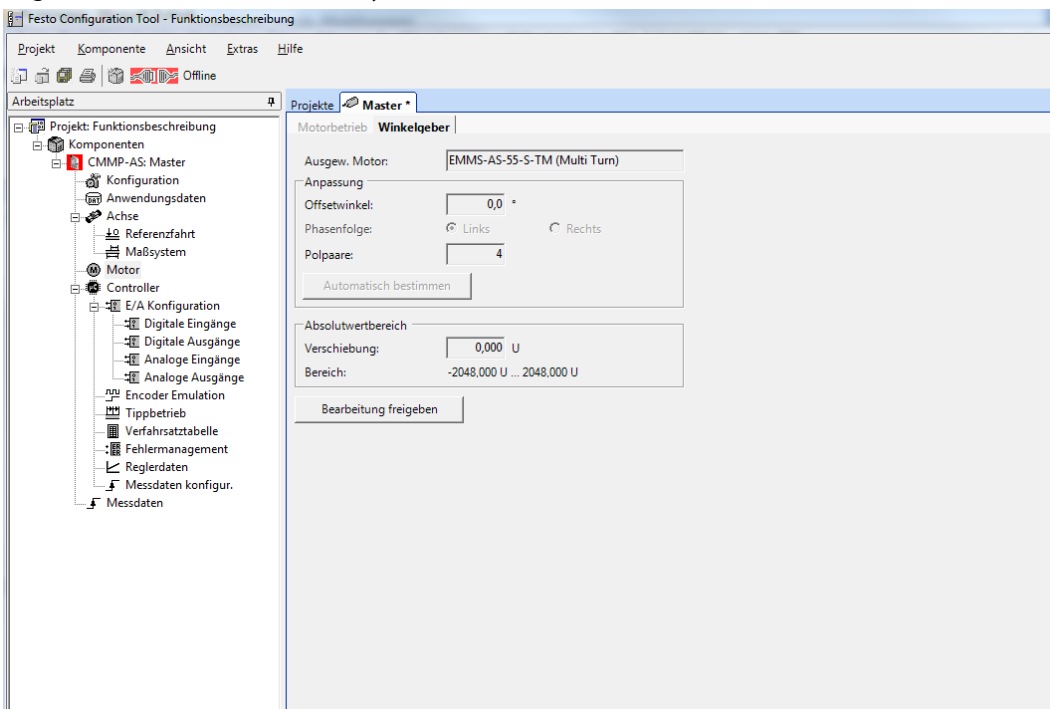 Festo Configuration Tool - Funktionsbeschreibung
Projekt Komponente Ansicht Extras Hilfe
Offline
Arbeitsplatz
Projekt: Funktionsbeschreibung
Komponenten
CMMP-AS: Master
Konfiguration
Anwendungsdaten
Achse
Referenzfahrt
Maßsystem
Motor
Controller
E/A Konfiguration
Digitale Eingänge
Digitale Ausgänge
Analoge Eingänge
Analoge Ausgänge
Encoder Emulation
Tippbetrieb
Verfahrsatztabelle
Fehlermanagement
Reglerdaten
Messdaten konfigur.
Messdaten
Projekte Master *
Motorbetrieb Winkelgeber
Ausgew. Motor: EMMS-AS-55-S-TM (Multi Turn)
Anpassung
Offsetwinkel: 0,0 °
Phasenfolge: Links Rechts
Polpaare: 4
Automatisch bestimmen
Absolutwertbereich
Verschiebung: 0,000 U
Bereich: -2048,000 U ... 2048,000 U
Bearbeitung freigeben